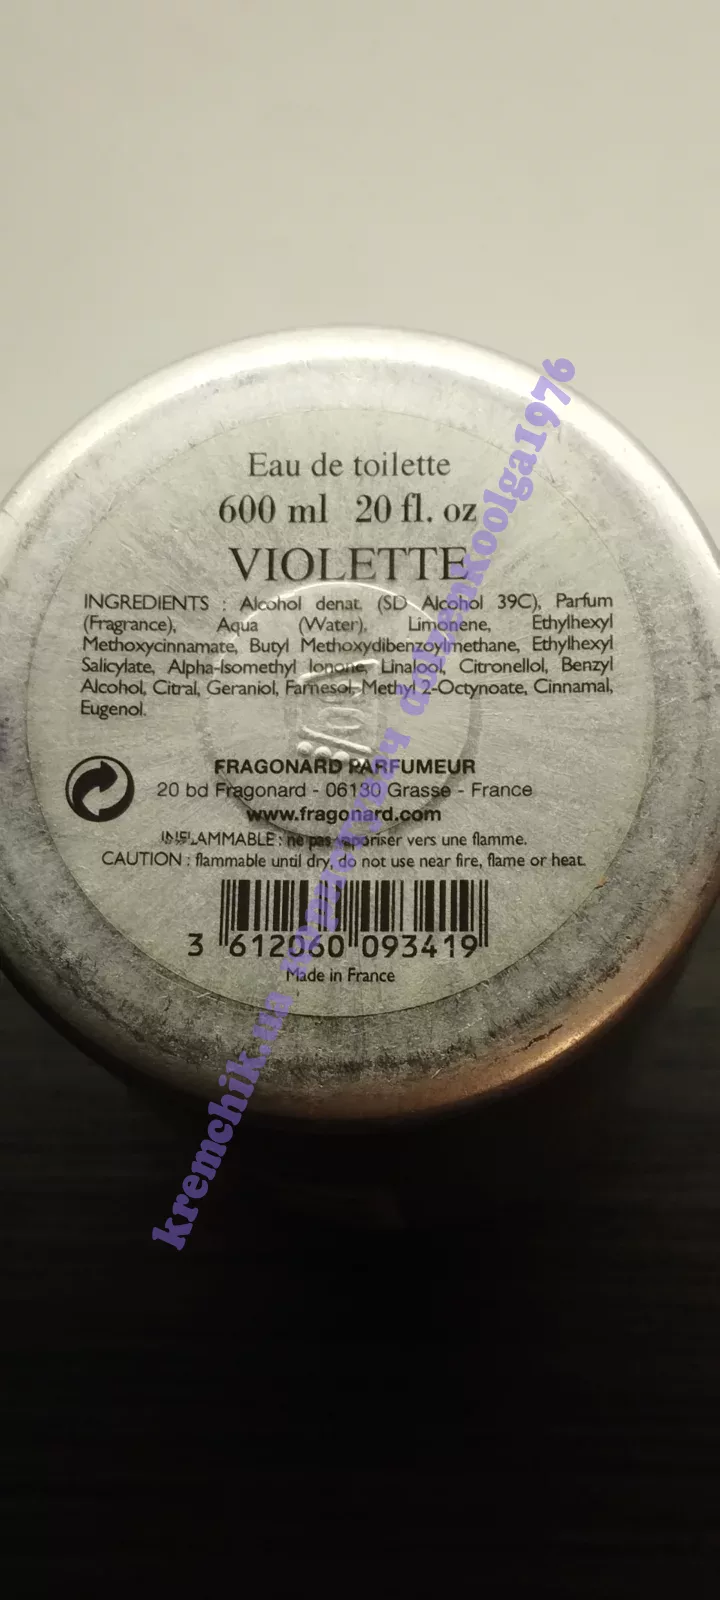 Eau de toilette
600 ml 20 fl. oz
VIOLETTE
INGREDIENTS : Alcohol denat. (SD Alcohol 39C), Parfum
(Fragrance), Aqua (Water), Limonene, Ethylhexyl
Methoxycinnamate, Butyl Methoxydibenzoylmethane, Ethylhexyl
Salicylate, Alpha-Isomethyl Ionone, Linalool, Citronellol, Benzyl
Alcohol, Citral, Geraniol, Farnesol, Methyl 2-Octynoate, Cinnamal,
Eugenol.
FRAGONARD PARFUMEUR
20 bd Fragonard - 06130 Grasse - France
www.fragonard.com
INFLAMMABLE : ne pas vaporiser vers une flamme.
CAUTION : flammable until dry, do not use near fire, flame or heat.
3 612060 093419
Made in France
kremchik.ua dolzenkoolga1976